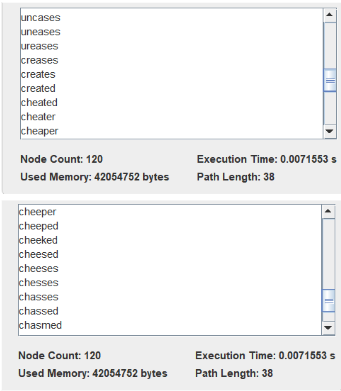 uncases
uneases
ureases
creases
creates
created
cheated
cheater
cheaper
Node Count: 120 Execution Time: 0.0071553 s
Used Memory: 42054752 bytes Path Length: 38
cheeper
cheeped
cheeked
cheesed
cheeses
chesses
chasses
chassed
chasmed
Node Count: 120 Execution Time: 0.0071553 s
Used Memory: 42054752 bytes Path Length: 38